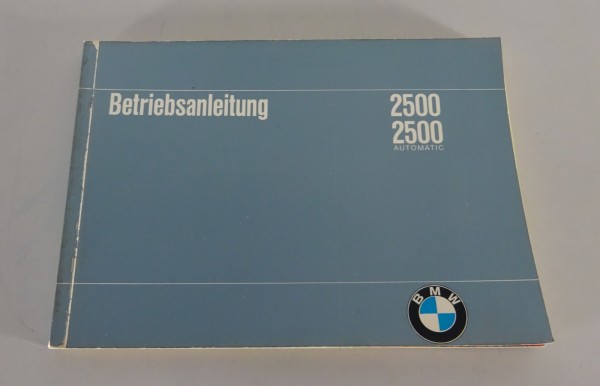 Betriebsanleitung 2500
2500
AUTOMATIC
BMW